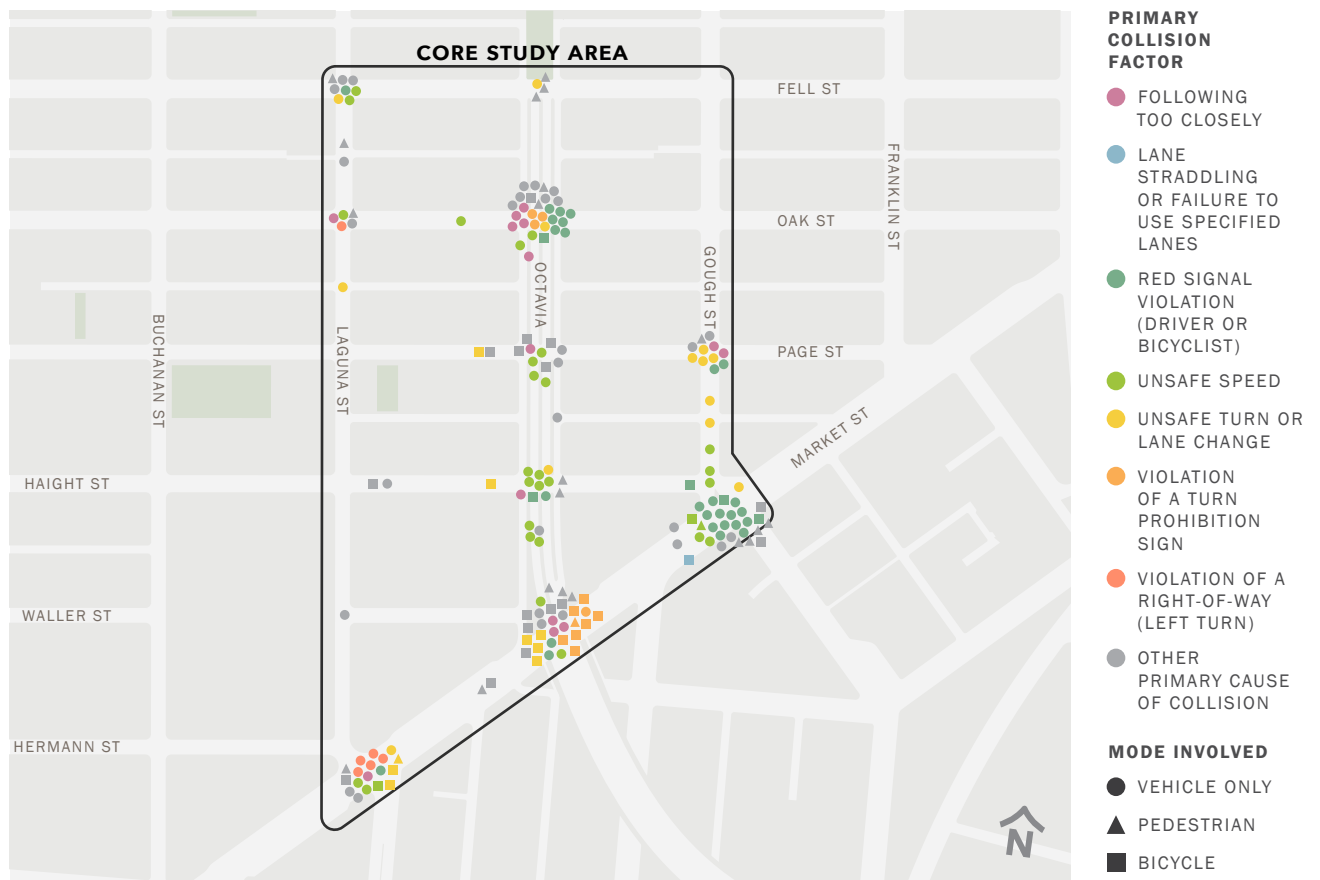 CORE STUDY AREA
FELL ST
OAK ST
PAGE ST
HAIGHT ST
WALLER ST
HERMANN ST
BUCHANAN ST
LAGUNA ST
OCTAVIA
GOUGH ST
FRANKLIN ST
MARKET ST
N
PRIMARY
COLLISION
FACTOR
FOLLOWING
TOO CLOSELY
LANE
STRADDLING
OR FAILURE TO
USE SPECIFIED
LANES
RED SIGNAL
VIOLATION
(DRIVER OR
BICYCLIST)
UNSAFE SPEED
UNSAFE TURN OR
LANE CHANGE
VIOLATION
OF A TURN
PROHIBITION
SIGN
VIOLATION OF A
RIGHT-OF-WAY
(LEFT TURN)
OTHER
PRIMARY CAUSE
OF COLLISION
MODE INVOLVED
VEHICLE ONLY
PEDESTRIAN
BICYCLE